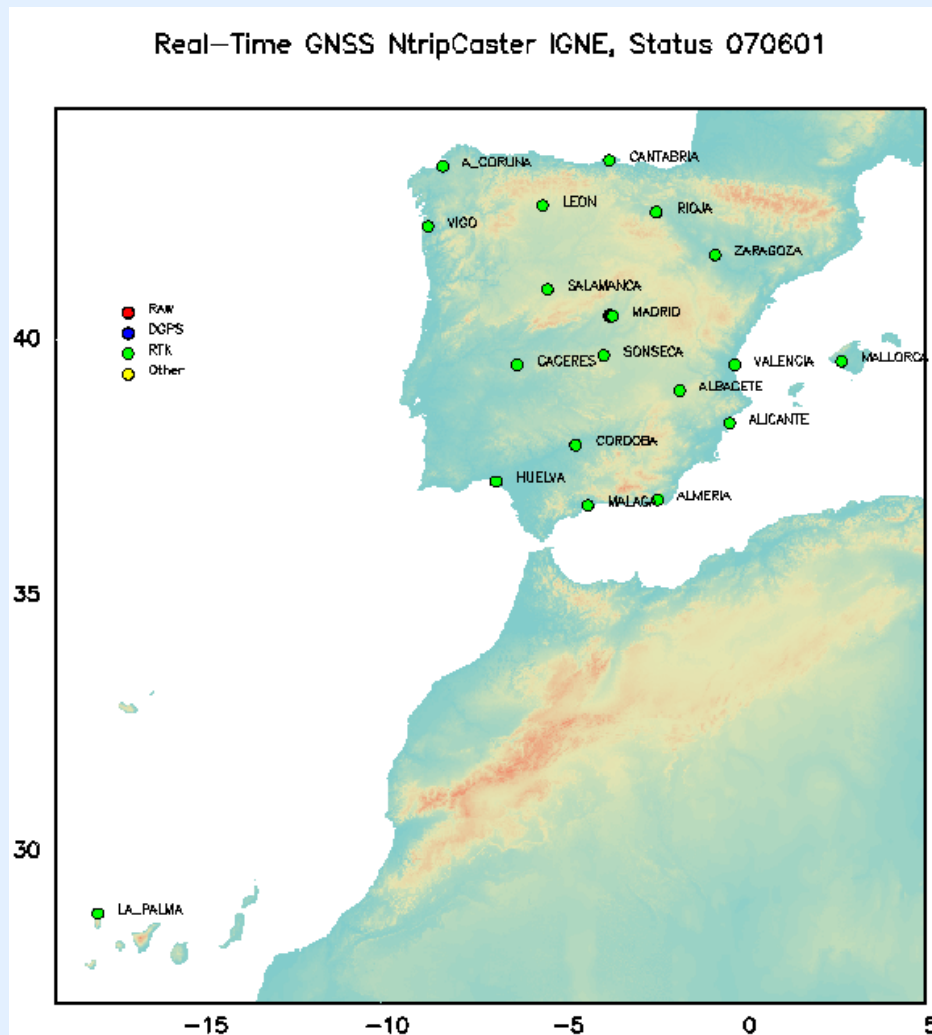 Real-Time GNSS NtripCaster IGNE, Status 070601
A_CORUNA
CANTABRIA
LEON
RIOJA
VIGO
ZARAGOZA
SALAMANCA
RAW
MADRID
DGPS
40
RTK
SONSECA
CACERES
VALENCIA
MALLORCA
Other
ALBACETE
ALICANTE
CORDOBA
HUELVA
ALMERIA
MALAGA
35
30
LA_PALMA
-15
-10
-5
0
5